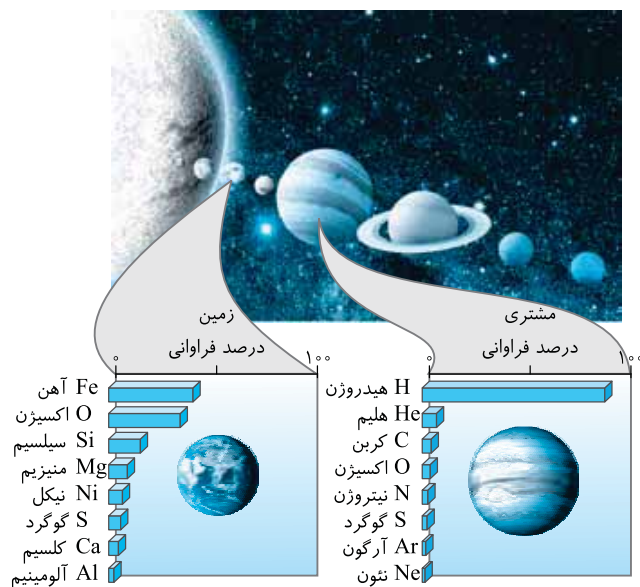 زمین
درصد فراوانی
۰ ۱۰۰
آهن Fe
اکسیژن O
سیلسیم Si
منیزیم Mg
نیکل Ni
گوگرد S
کلسیم Ca
آلومینیم Al
مشتری
درصد فراوانی
۰ ۱۰۰
هیدروژن H
هلیم He
کربن C
اکسیژن O
نیتروژن N
گوگرد S
آرگون Ar
نئون Ne